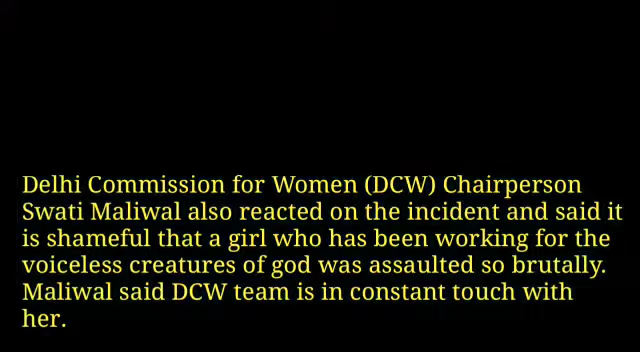 Delhi Commission for Women (DCW) Chairperson
Swati Maliwal also reacted on the incident and said it
is shameful that a girl who has been working for the
voiceless creatures of god was assaulted so brutally.
Maliwal said DCW team is in constant touch with
her.